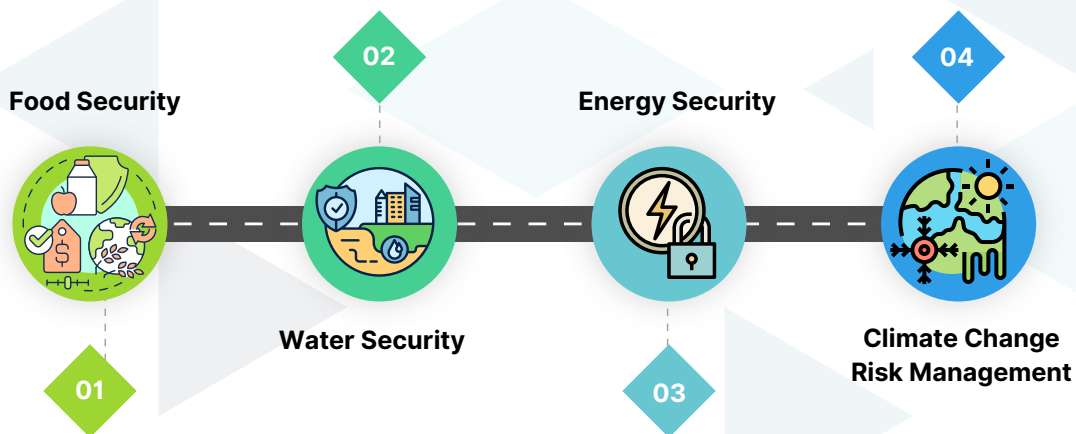 02
04
Food Security
Energy Security
$
Water Security
Climate Change
Risk Management
01
03